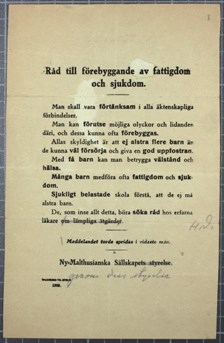 Råd till förebyggande av fattigdom
och sjukdom.
Man skall vara förtänksam i alla äktenskapliga
förbindelser.
Man kan förutse möjliga olyckor och lidanden
däri, och dessa kunna ofta förebyggas.
Allas skyldighet är att ej alstra flere barn än
de kunna väl försörja och giva en god uppfostran.
Med få barn kan man betrygga välstånd och
hälsa.
Många barn medföra ofta fattigdom och sjuk-
dom.
Sjukligt belastade skola förstå, att de ej må
alstra barn.
De, som inse allt detta, böra söka råd hos erfarna
läkare om lämpliga åtgärder.
Meddelandet torde spridas i vidaste mån.
Ny-Malthusianska Sällskapets styrelse.
genom dess styrelse